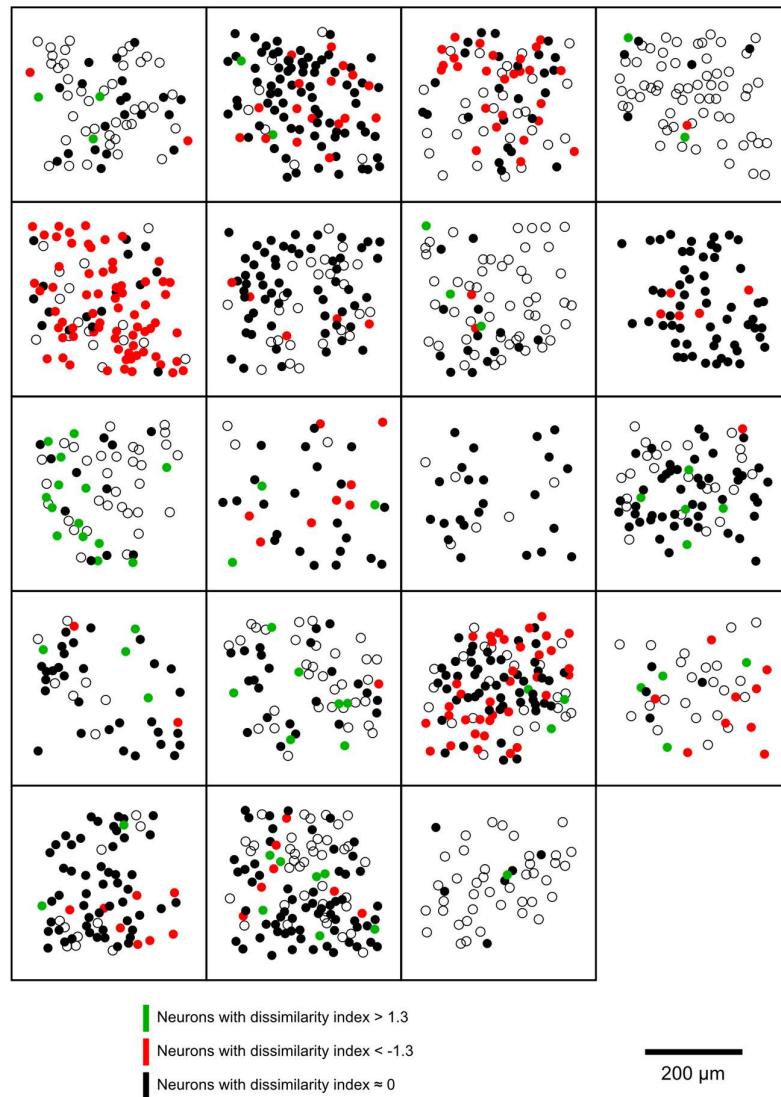 Neurons with dissimilarity index > 1.3
Neurons with dissimilarity index < -1.3
Neurons with dissimilarity index ≈ 0
200 µm